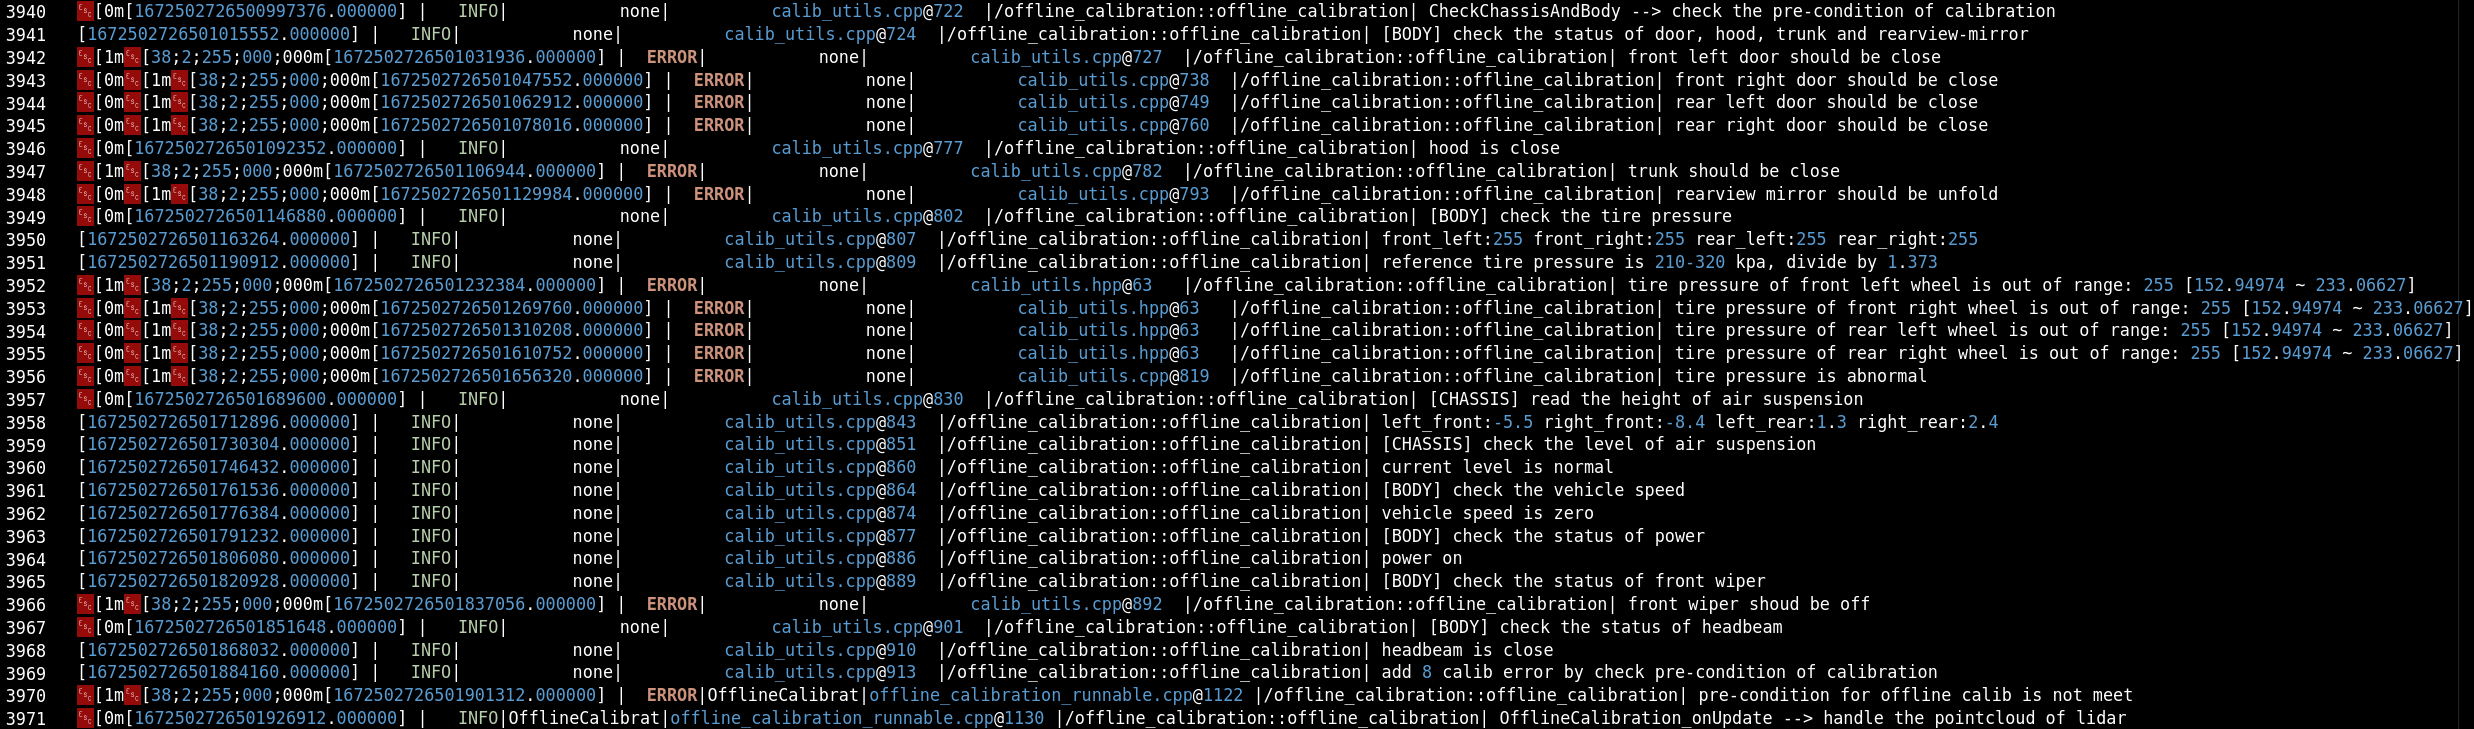 3940 ␛[0m[1672502726500997376.000000] | INFO| none| calib_utils.cpp@722 |/offline_calibration::offline_calibration| CheckChassisAndBody --> check the pre-condition of calibration
3941 [1672502726501015552.000000] | INFO| none| calib_utils.cpp@724 |/offline_calibration::offline_calibration| [BODY] check the status of door, hood, trunk and rearview-mirror
3942 ␛[1m␛[38;2;255;000;000m[1672502726501031936.000000] | ERROR| none| calib_utils.cpp@727 |/offline_calibration::offline_calibration| front left door should be close
3943 ␛[0m␛[1m␛[38;2;255;000;000m[1672502726501047552.000000] | ERROR| none| calib_utils.cpp@738 |/offline_calibration::offline_calibration| front right door should be close
3944 ␛[0m␛[1m␛[38;2;255;000;000m[1672502726501062912.000000] | ERROR| none| calib_utils.cpp@749 |/offline_calibration::offline_calibration| rear left door should be close
3945 ␛[0m␛[1m␛[38;2;255;000;000m[1672502726501078016.000000] | ERROR| none| calib_utils.cpp@760 |/offline_calibration::offline_calibration| rear right door should be close
3946 ␛[0m[1672502726501092352.000000] | INFO| none| calib_utils.cpp@777 |/offline_calibration::offline_calibration| hood is close
3947 ␛[1m␛[38;2;255;000;000m[1672502726501106944.000000] | ERROR| none| calib_utils.cpp@782 |/offline_calibration::offline_calibration| trunk should be close
3948 ␛[0m␛[1m␛[38;2;255;000;000m[1672502726501129984.000000] | ERROR| none| calib_utils.cpp@793 |/offline_calibration::offline_calibration| rearview mirror should be unfold
3949 ␛[0m[1672502726501146880.000000] | INFO| none| calib_utils.cpp@802 |/offline_calibration::offline_calibration| [BODY] check the tire pressure
3950 [1672502726501163264.000000] | INFO| none| calib_utils.cpp@807 |/offline_calibration::offline_calibration| front_left:255 front_right:255 rear_left:255 rear_right:255
3951 [1672502726501190912.000000] | INFO| none| calib_utils.cpp@809 |/offline_calibration::offline_calibration| reference tire pressure is 210-320 kpa, divide by 1.373
3952 ␛[1m␛[38;2;255;000;000m[1672502726501232384.000000] | ERROR| none| calib_utils.hpp@63 |/offline_calibration::offline_calibration| tire pressure of front left wheel is out of range: 255 [152.94974 ~ 233.06627]
3953 ␛[0m␛[1m␛[38;2;255;000;000m[1672502726501269760.000000] | ERROR| none| calib_utils.hpp@63 |/offline_calibration::offline_calibration| tire pressure of front right wheel is out of range: 255 [152.94974 ~ 233.06627]
3954 ␛[0m␛[1m␛[38;2;255;000;000m[1672502726501310208.000000] | ERROR| none| calib_utils.hpp@63 |/offline_calibration::offline_calibration| tire pressure of rear left wheel is out of range: 255 [152.94974 ~ 233.06627]
3955 ␛[0m␛[1m␛[38;2;255;000;000m[1672502726501610752.000000] | ERROR| none| calib_utils.hpp@63 |/offline_calibration::offline_calibration| tire pressure of rear right wheel is out of range: 255 [152.94974 ~ 233.06627]
3956 ␛[0m␛[1m␛[38;2;255;000;000m[1672502726501656320.000000] | ERROR| none| calib_utils.cpp@819 |/offline_calibration::offline_calibration| tire pressure is abnormal
3957 ␛[0m[1672502726501689600.000000] | INFO| none| calib_utils.cpp@830 |/offline_calibration::offline_calibration| [CHASSIS] read the height of air suspension
3958 [1672502726501712896.000000] | INFO| none| calib_utils.cpp@843 |/offline_calibration::offline_calibration| left_front:-5.5 right_front:-8.4 left_rear:1.3 right_rear:2.4
3959 [1672502726501730304.000000] | INFO| none| calib_utils.cpp@851 |/offline_calibration::offline_calibration| [CHASSIS] check the level of air suspension
3960 [1672502726501746432.000000] | INFO| none| calib_utils.cpp@860 |/offline_calibration::offline_calibration| current level is normal
3961 [1672502726501761536.000000] | INFO| none| calib_utils.cpp@864 |/offline_calibration::offline_calibration| [BODY] check the vehicle speed
3962 [1672502726501776384.000000] | INFO| none| calib_utils.cpp@874 |/offline_calibration::offline_calibration| vehicle speed is zero
3963 [1672502726501791232.000000] | INFO| none| calib_utils.cpp@877 |/offline_calibration::offline_calibration| [BODY] check the status of power
3964 [1672502726501806080.000000] | INFO| none| calib_utils.cpp@886 |/offline_calibration::offline_calibration| power on
3965 [1672502726501820928.000000] | INFO| none| calib_utils.cpp@889 |/offline_calibration::offline_calibration| [BODY] check the status of front wiper
3966 ␛[1m␛[38;2;255;000;000m[1672502726501837056.000000] | ERROR| none| calib_utils.cpp@892 |/offline_calibration::offline_calibration| front wiper shoud be off
3967 ␛[0m[1672502726501851648.000000] | INFO| none| calib_utils.cpp@901 |/offline_calibration::offline_calibration| [BODY] check the status of headbeam
3968 [1672502726501868032.000000] | INFO| none| calib_utils.cpp@910 |/offline_calibration::offline_calibration| headbeam is close
3969 [1672502726501884160.000000] | INFO| none| calib_utils.cpp@913 |/offline_calibration::offline_calibration| add 8 calib error by check pre-condition of calibration
3970 ␛[1m␛[38;2;255;000;000m[1672502726501901312.000000] | ERROR|OfflineCalibrat|offline_calibration_runnable.cpp@1122 |/offline_calibration::offline_calibration| pre-condition for offline calib is not meet
3971 ␛[0m[1672502726501926912.000000] | INFO|OfflineCalibrat|offline_calibration_runnable.cpp@1130 |/offline_calibration::offline_calibration| OfflineCalibration_onUpdate --> handle the pointcloud of lidar